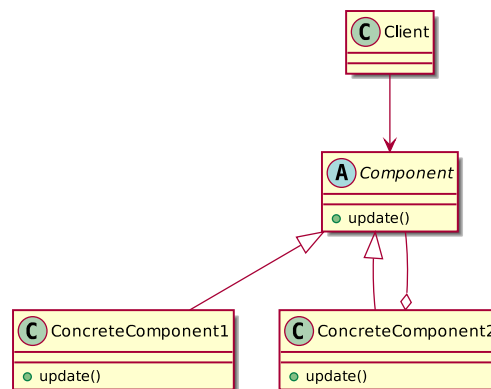 C Client
A Component
update()
C ConcreteComponent1
update()
C ConcreteComponent2
update()